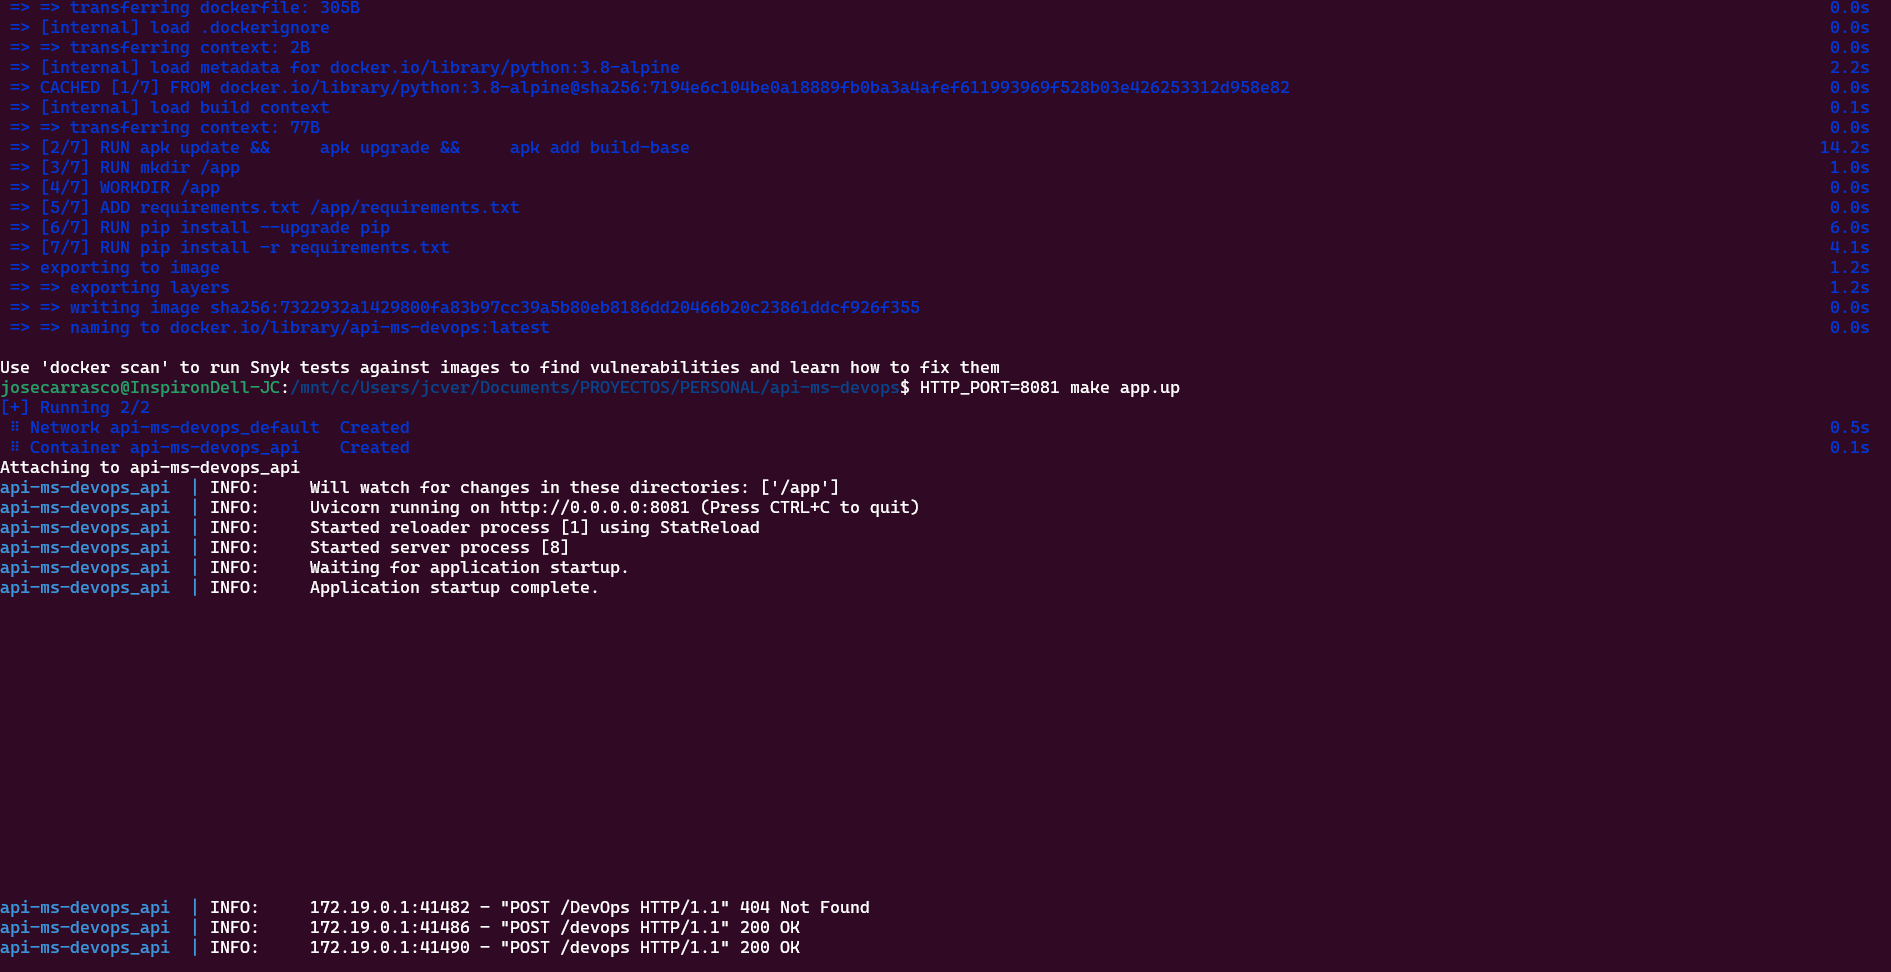 => => transferring dockerfile: 305B 0.0s
=> [internal] load .dockerignore 0.0s
=> => transferring context: 2B 0.0s
=> [internal] load metadata for docker.io/library/python:3.8-alpine 2.2s
=> CACHED [1/7] FROM docker.io/library/python:3.8-alpine@sha256:7194e6c104be0a18889fb0ba3a4afef611993969f528b03e426253312d958e82 0.0s
=> [internal] load build context 0.1s
=> => transferring context: 77B 0.0s
=> [2/7] RUN apk update &&     apk upgrade &&     apk add build-base 14.2s
=> [3/7] RUN mkdir /app 1.0s
=> [4/7] WORKDIR /app 0.0s
=> [5/7] ADD requirements.txt /app/requirements.txt 0.0s
=> [6/7] RUN pip install --upgrade pip 6.0s
=> [7/7] RUN pip install -r requirements.txt 4.1s
=> exporting to image 1.2s
=> => exporting layers 1.2s
=> => writing image sha256:7322932a1429800fa83b97cc39a5b80eb8186dd20466b20c23861ddcf926f355 0.0s
=> => naming to docker.io/library/api-ms-devops:latest 0.0s
Use 'docker scan' to run Snyk tests against images to find vulnerabilities and learn how to fix them
josecarrasco@InspironDell-JC:/mnt/c/Users/jcver/Documents/PROYECTOS/PERSONAL/api-ms-devops$ HTTP_PORT=8081 make app.up
[+] Running 2/2
⠿ Network api-ms-devops_default  Created 0.5s
⠿ Container api-ms-devops_api    Created 0.1s
Attaching to api-ms-devops_api
api-ms-devops_api  | INFO:     Will watch for changes in these directories: ['/app']
api-ms-devops_api  | INFO:     Uvicorn running on http://0.0.0.0:8081 (Press CTRL+C to quit)
api-ms-devops_api  | INFO:     Started reloader process [1] using StatReload
api-ms-devops_api  | INFO:     Started server process [8]
api-ms-devops_api  | INFO:     Waiting for application startup.
api-ms-devops_api  | INFO:     Application startup complete.
api-ms-devops_api  | INFO:     172.19.0.1:41482 - "POST /DevOps HTTP/1.1" 404 Not Found
api-ms-devops_api  | INFO:     172.19.0.1:41486 - "POST /devops HTTP/1.1" 200 OK
api-ms-devops_api  | INFO:     172.19.0.1:41490 - "POST /devops HTTP/1.1" 200 OK